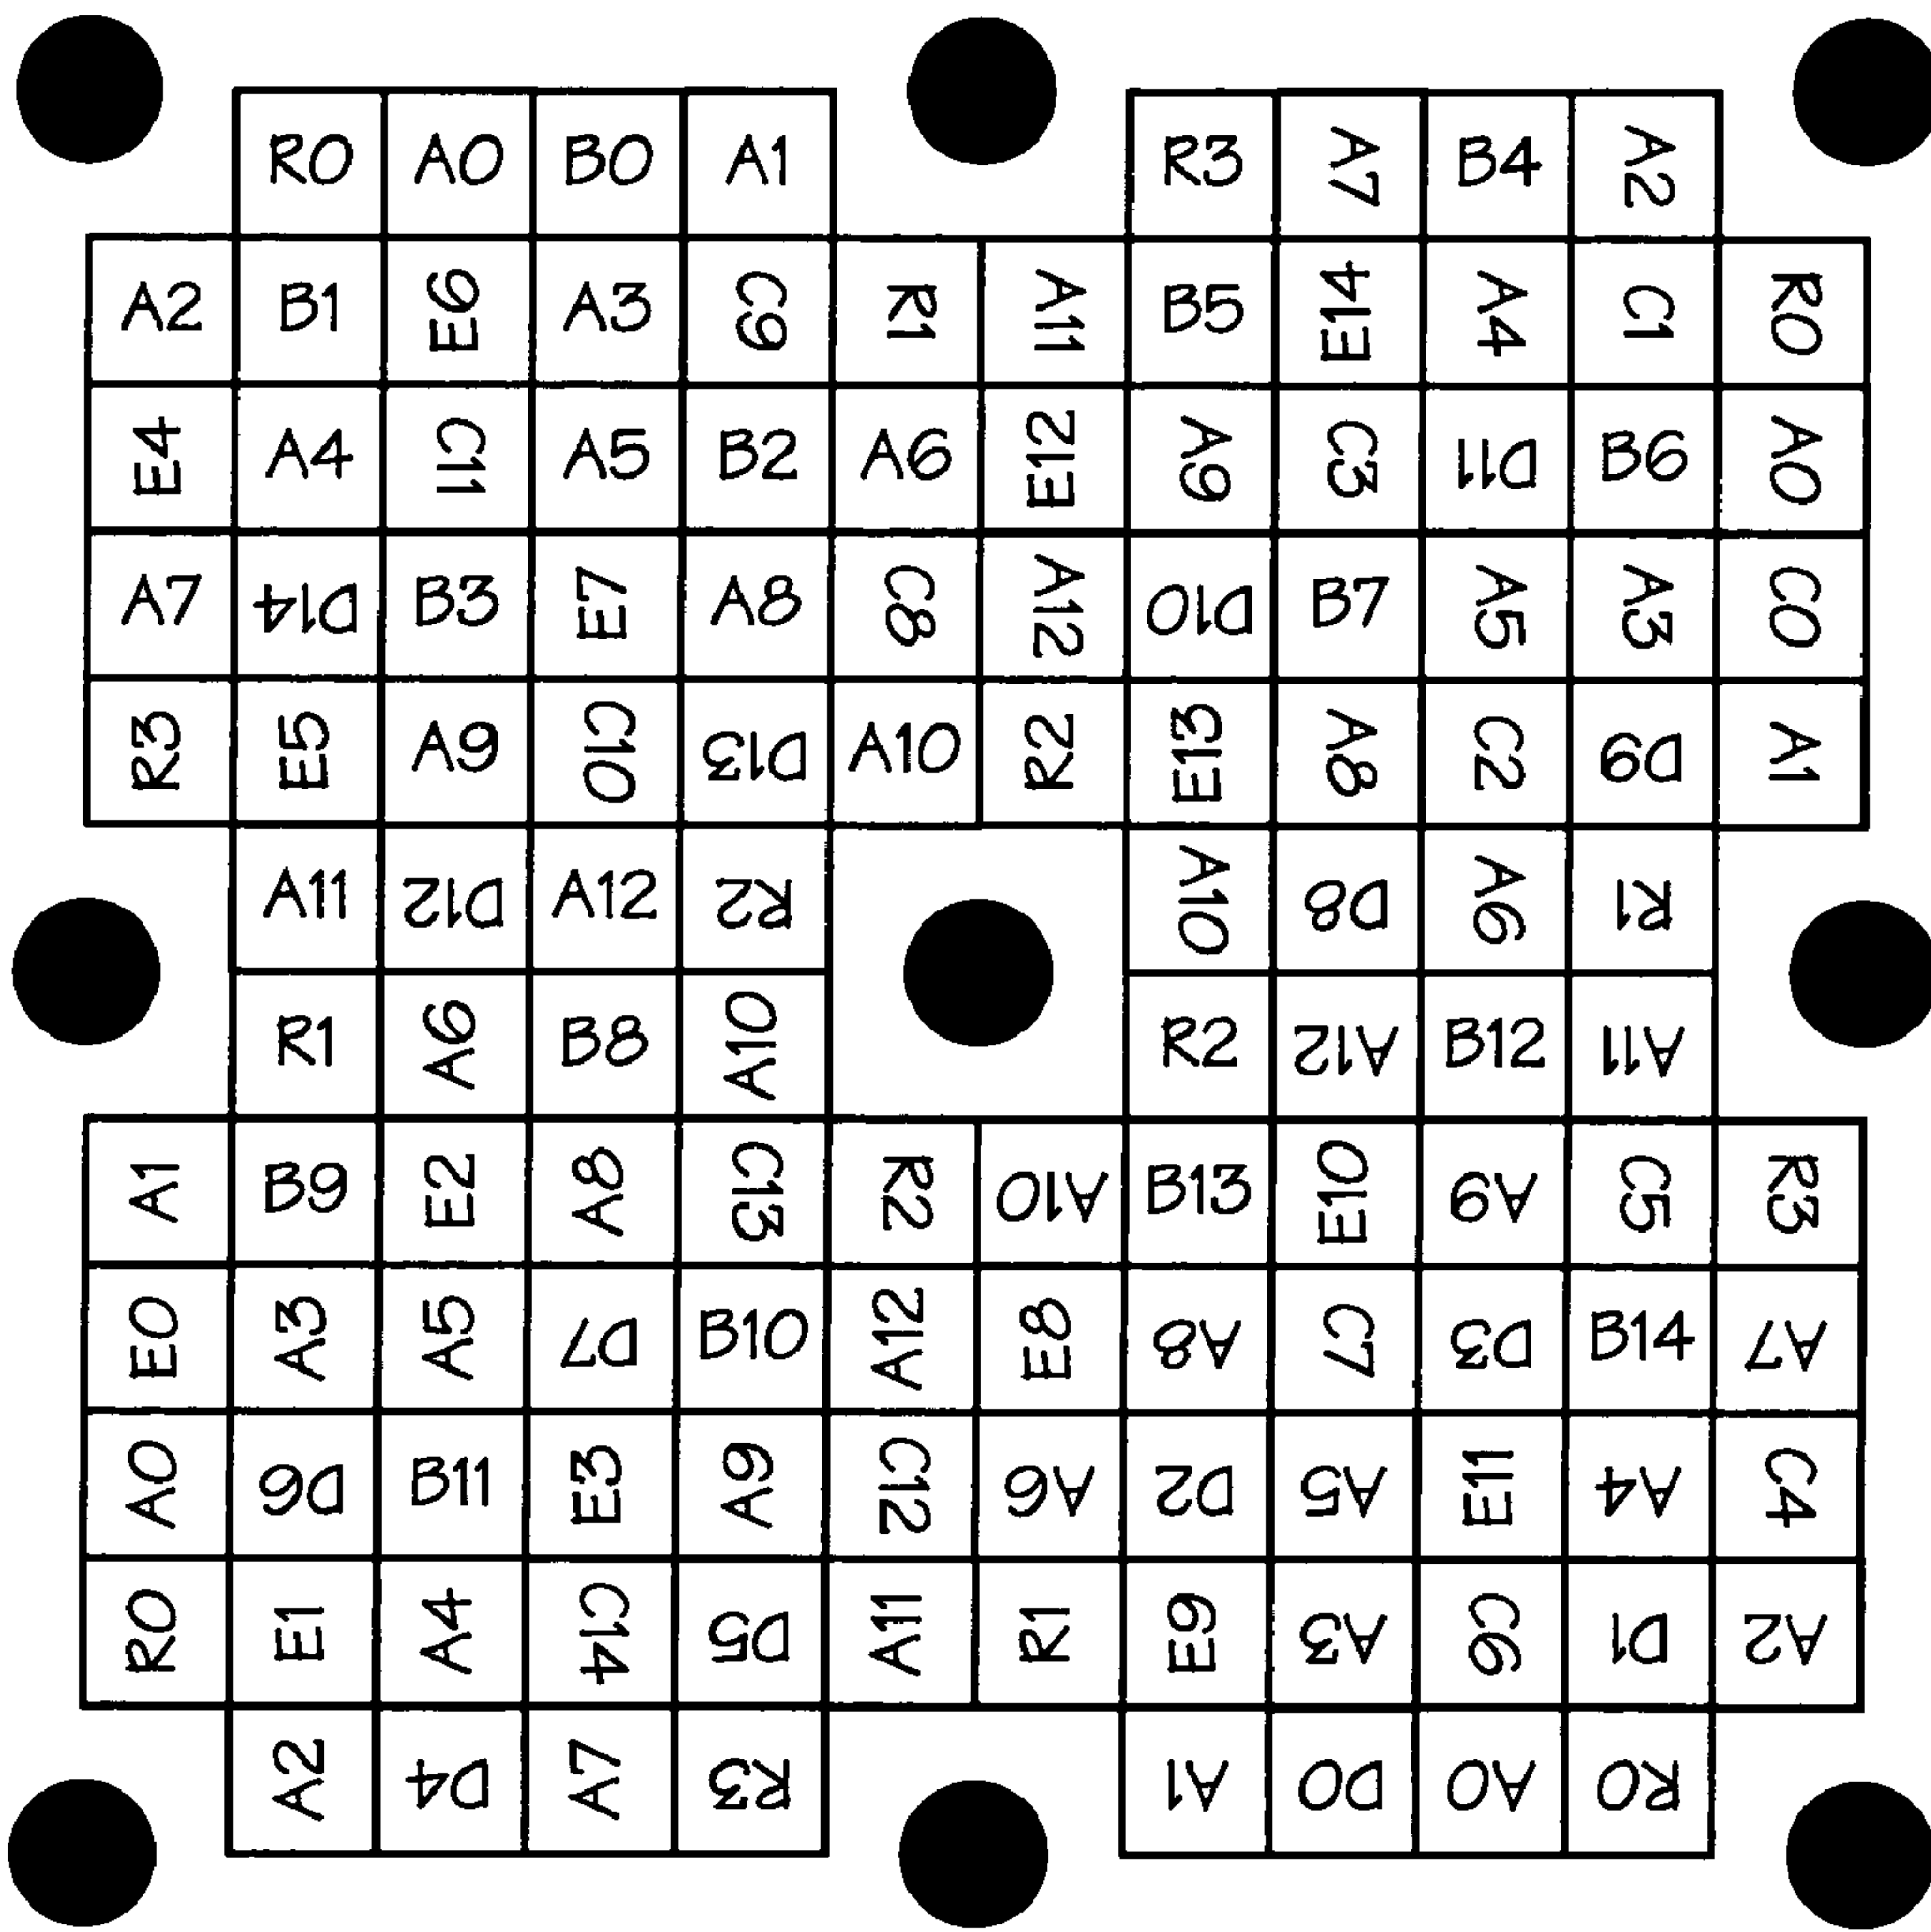 R0 A0 B0 A1 R3 A7 B4 A2
A2 B1 E6 A3 C9 R1 A11 B5 E14 A4 C1 R0
E4 A4 C11 A5 B2 A6 E12 A9 C3 D11 B6 A0
A7 D14 B3 E7 A8 C8 A12 D10 B7 A5 A3 C0
R3 E5 A9 C10 D13 A10 R2 E13 A8 C2 D9 A1
A11 D12 A12 R2 A10 D8 A6 R1
R1 A6 B8 A10 R2 A12 B12 A11
A1 B9 E2 A8 C13 R2 A10 B13 E10 A9 C5 R3
E0 A3 A5 D7 B10 A12 E8 A8 C7 D3 B14 A7
A0 D6 B11 E3 A9 C12 A6 D2 A5 E11 A4 C4
R0 E1 A4 C14 D5 A11 R1 E9 A3 C6 D1 A2
A2 D4 A7 R3 A1 D0 A0 R0